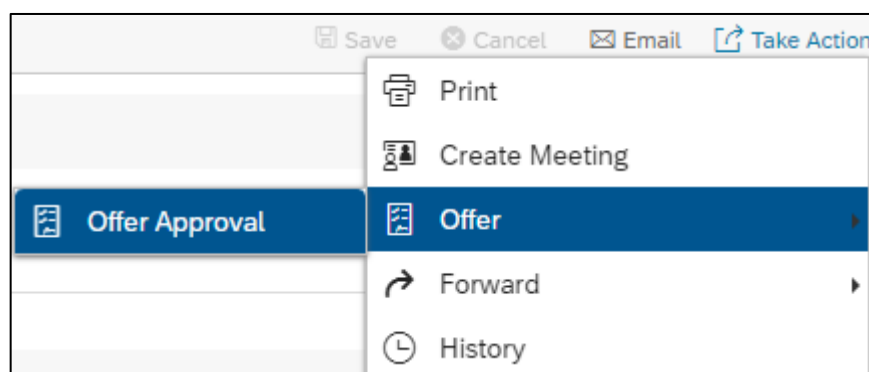 Save Cancel Email Take Action
Print
Create Meeting
Offer Approval
Offer
Forward
History